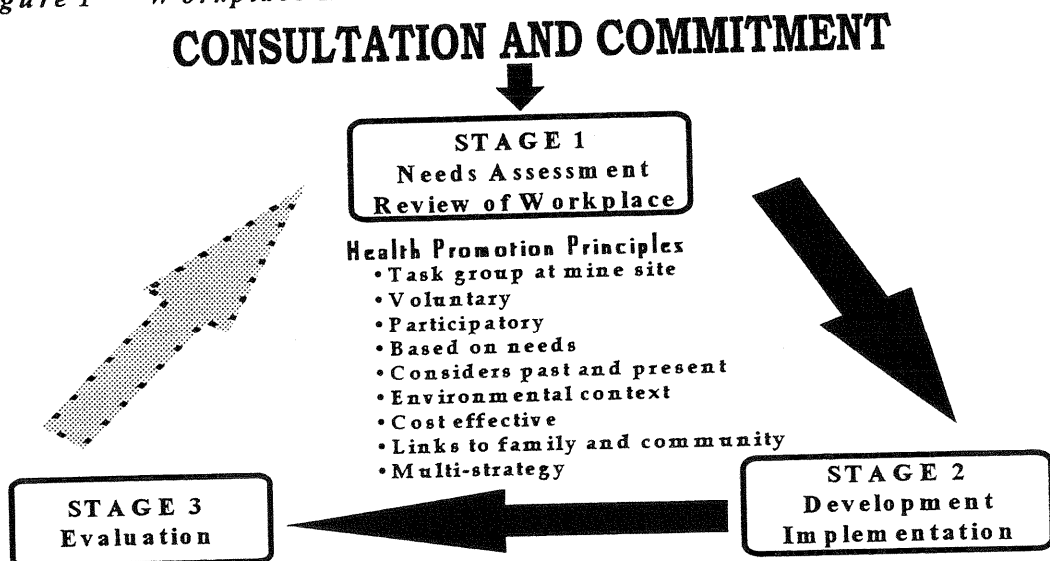 CONSULTATION AND COMMITMENT
STAGE 1
Needs Assessment
Review of Workplace
Health Promotion Principles
• Task group at mine site
• Voluntary
• Participatory
• Based on needs
• Considers past and present
• Environmental context
• Cost effective
• Links to family and community
• Multi-strategy
STAGE 2
Development
Implementation
STAGE 3
Evaluation